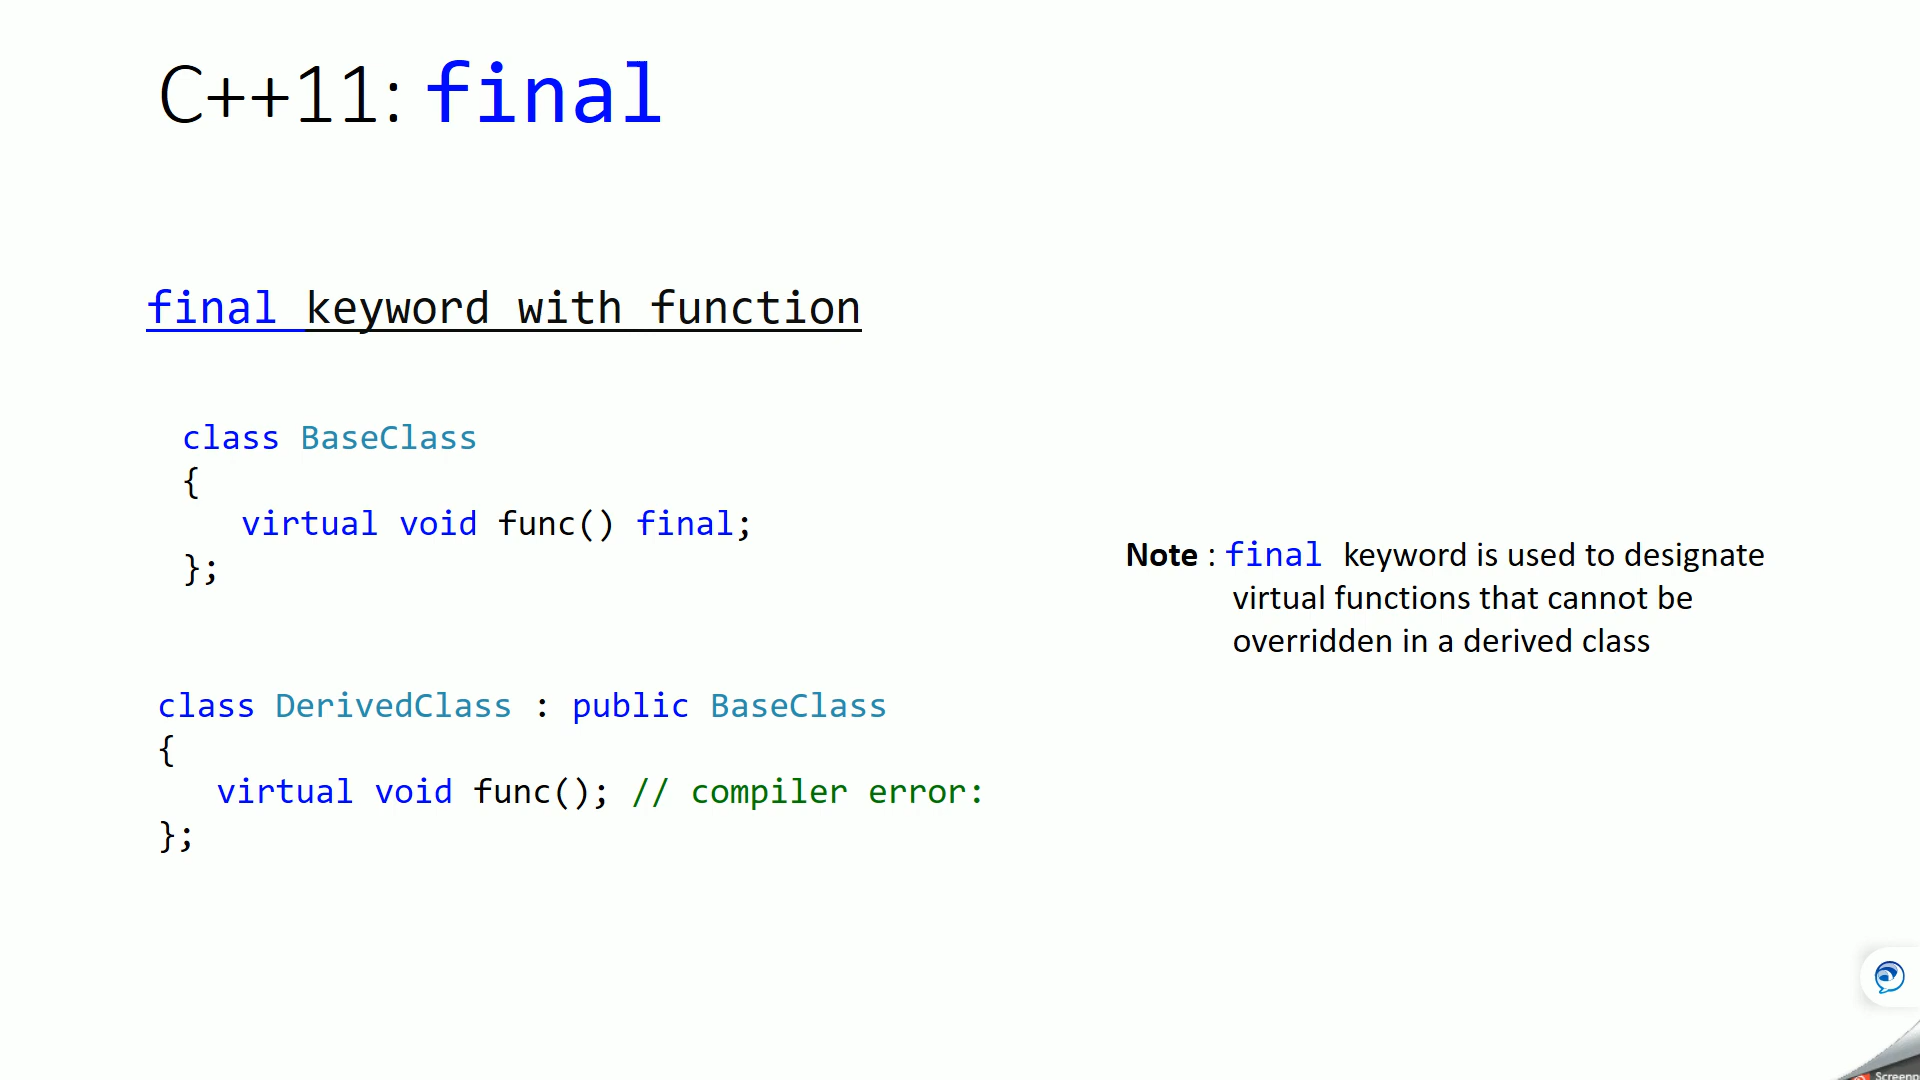 C++11: final
final keyword with function
class BaseClass
{
virtual void func() final;
};
Note : final keyword is used to designate
virtual functions that cannot be
overridden in a derived class
class DerivedClass : public BaseClass
{
virtual void func(); // compiler error:
};